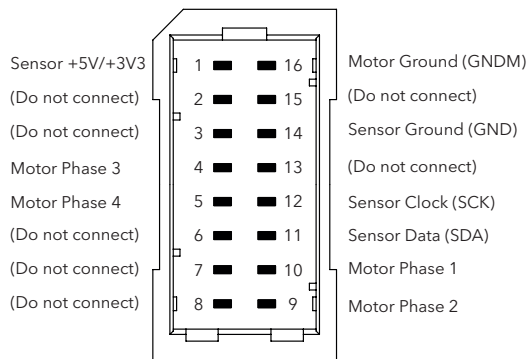 Sensor +5V/+3V3 1 16 Motor Ground (GNDM)
(Do not connect) 2 15 (Do not connect)
(Do not connect) 3 14 Sensor Ground (GND)
Motor Phase 3 4 13 (Do not connect)
Motor Phase 4 5 12 Sensor Clock (SCK)
(Do not connect) 6 11 Sensor Data (SDA)
(Do not connect) 7 10 Motor Phase 1
(Do not connect) 8 9 Motor Phase 2